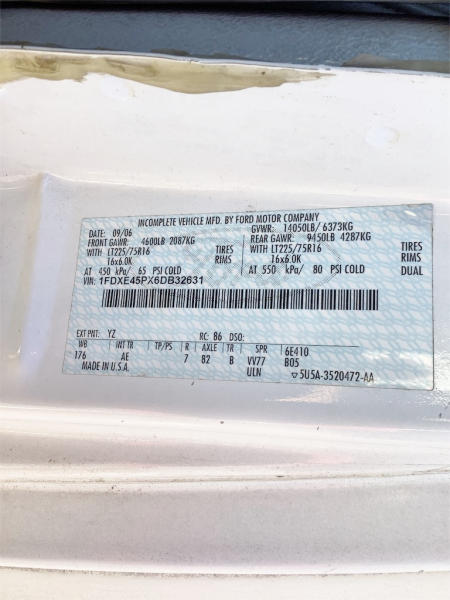 INCOMPLETE VEHICLE MFD. BY FORD MOTOR COMPANY
DATE: 09/06 GVWR: 14050LB/ 6373KG
FRONT GAWR: 4600LB 2087KG REAR GAWR: 9450LB 4287KG
WITH LT225/75R16 TIRES WITH LT225/75R16 TIRES
16x6.0K RIMS 16x6.0K RIMS
AT 450 kPa/ 65 PSI COLD AT 550 kPa/ 80 PSI COLD DUAL
VIN: 1FDXE45PX6DB32631
EXT PNT: YZ RC: 86 DSO:
WB INT TR TP/PS R AXLE TR SPR 6E410
176 AE 7 82 B VV77 B05
MADE IN U.S.A. ULN ▽5U5A-3520472-AA